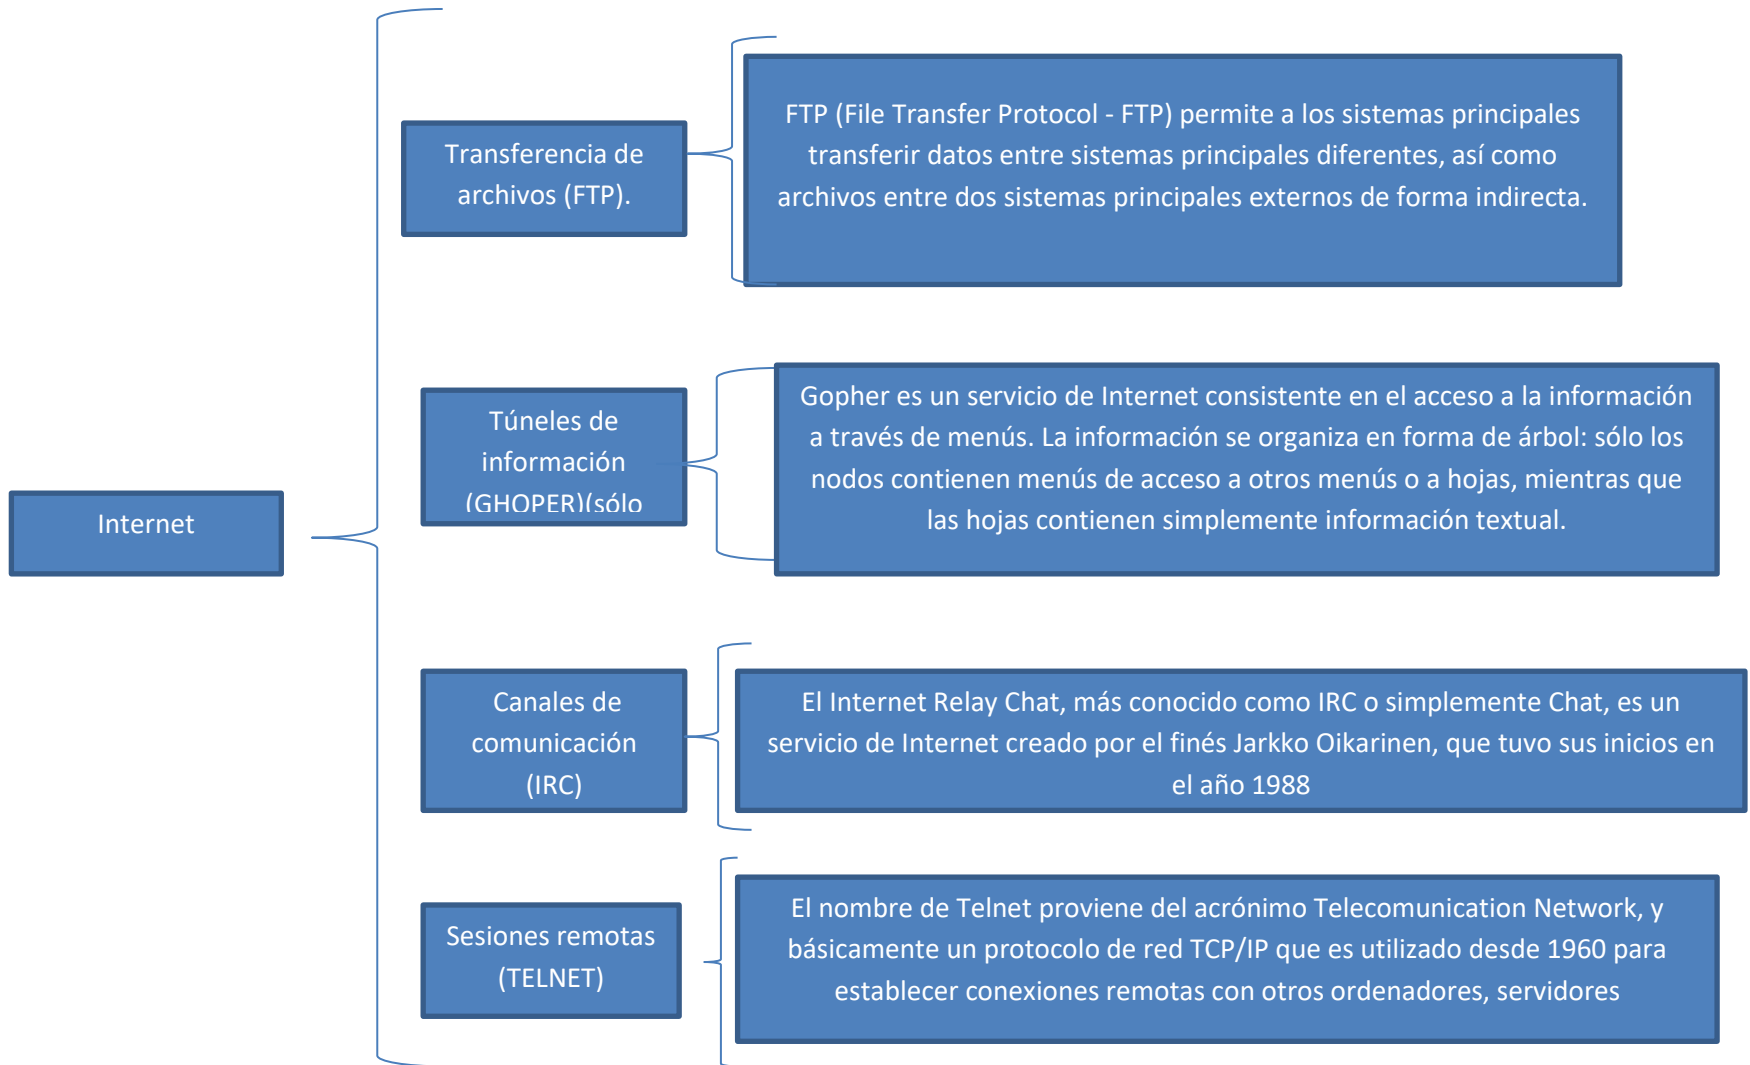 Internet
Transferencia de
archivos (FTP).
FTP (File Transfer Protocol - FTP) permite a los sistemas principales
transferir datos entre sistemas principales diferentes, así como
archivos entre dos sistemas principales externos de forma indirecta.
Túneles de
información
(GHOPER)(sólo
Gopher es un servicio de Internet consistente en el acceso a la información
a través de menús. La información se organiza en forma de árbol: sólo los
nodos contienen menús de acceso a otros menús o a hojas, mientras que
las hojas contienen simplemente información textual.
Canales de
comunicación
(IRC)
El Internet Relay Chat, más conocido como IRC o simplemente Chat, es un
servicio de Internet creado por el finés Jarkko Oikarinen, que tuvo sus inicios en
el año 1988
Sesiones remotas
(TELNET)
El nombre de Telnet proviene del acrónimo Telecomunication Network, y
básicamente un protocolo de red TCP/IP que es utilizado desde 1960 para
establecer conexiones remotas con otros ordenadores, servidores